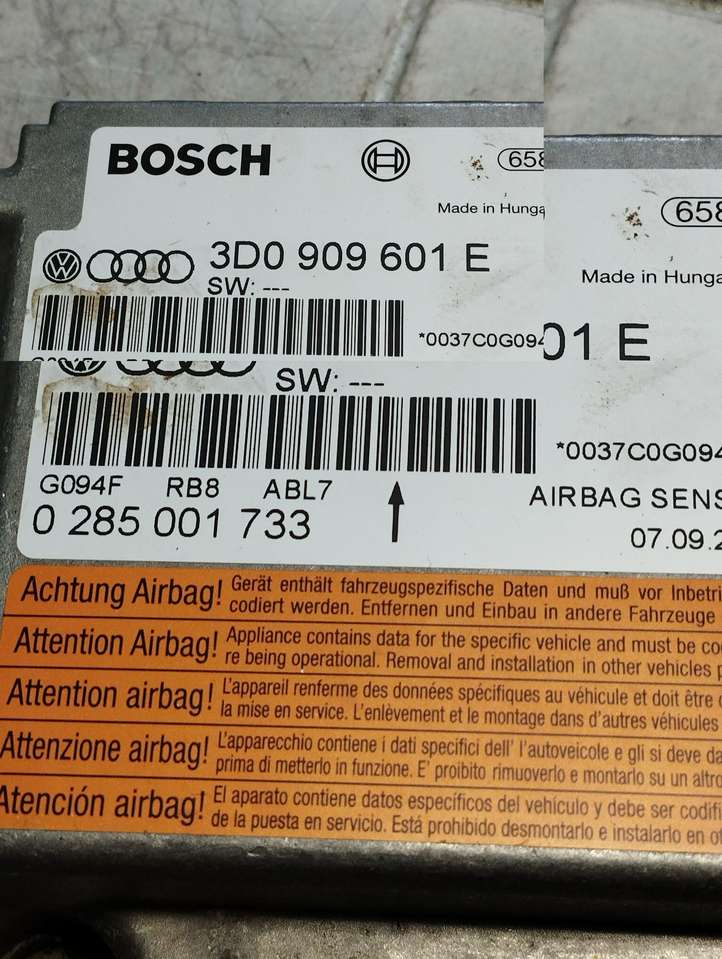 BOSCH
658
Made in Hunga
658
Made in Hunga
3D0 909 601 E
SW: ---
*0037C0G094
01 E
G094F
SW: ---
*0037C0G094
G094F RB8 ABL7
AIRBAG SENS
0 285 001 733
07.09.2
Achtung Airbag! Gerät enthält fahrzeugspezifische Daten und muß vor Inbetri
codiert werden. Entfernen und Einbau in andere Fahrzeuge
Attention Airbag! Appliance contains data for the specific vehicle and must be co
re being operational. Removal and installation in other vehicles p
Attention airbag! L'appareil renferme des données spécifiques au véhicule et doit être
la mise en service. L'enlèvement et le montage dans d'autres véhicules
Attenzione airbag! L'apparecchio contiene i dati specifici dell' l'autoveicole e gli si deve da
prima di metterlo in funzione. E' proibito rimuoverlo e montarlo su un altro
Atención airbag! El aparato contiene datos específicos del vehículo y debe ser codifi
de la puesta en servicio. Está prohibido desmontarlo e instalarlo en ot